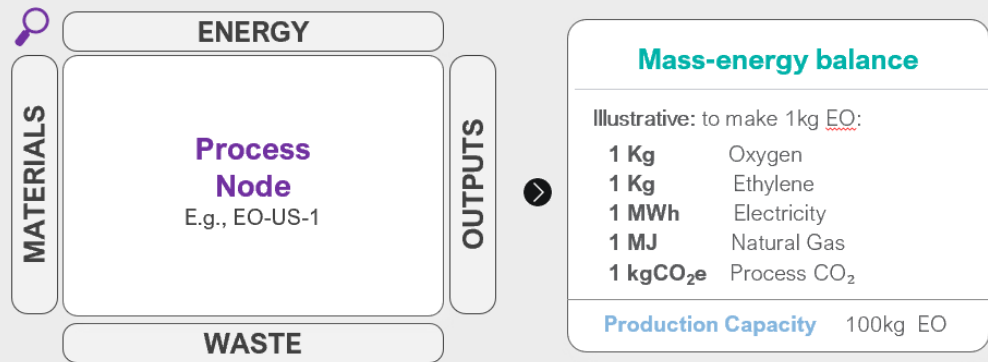 ENERGY
MATERIALS
Process
Node
E.g., EO-US-1
OUTPUTS
WASTE
Mass-energy balance
Illustrative: to make 1kg EO:
1 Kg Oxygen
1 Kg Ethylene
1 MWh Electricity
1 MJ Natural Gas
1 kgCO₂e Process CO₂
Production Capacity 100kg EO